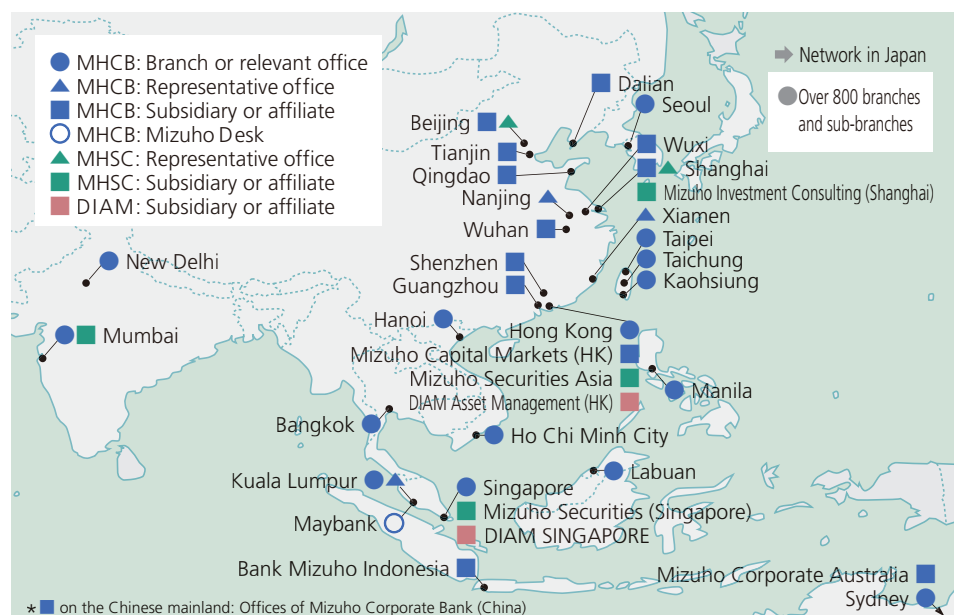 MHCB: Branch or relevant office
MHCB: Representative office
MHCB: Subsidiary or affiliate
MHCB: Mizuho Desk
MHSC: Representative office
MHSC: Subsidiary or affiliate
DIAM: Subsidiary or affiliate
Network in Japan
Over 800 branches
and sub-branches
Dalian
Seoul
Beijing
Tianjin
Qingdao
Nanjing
Wuhan
Wuxi
Shanghai
Mizuho Investment Consulting (Shanghai)
Xiamen
Taipei
Taichung
Kaohsiung
Shenzhen
Guangzhou
New Delhi
Mumbai
Hanoi
Hong Kong
Mizuho Capital Markets (HK)
Mizuho Securities Asia
DIAM Asset Management (HK)
Manila
Bangkok
Ho Chi Minh City
Kuala Lumpur
Maybank
Singapore
Mizuho Securities (Singapore)
DIAM SINGAPORE
Labuan
Bank Mizuho Indonesia
Mizuho Corporate Australia
Sydney
* ■ on the Chinese mainland: Offices of Mizuho Corporate Bank (China)